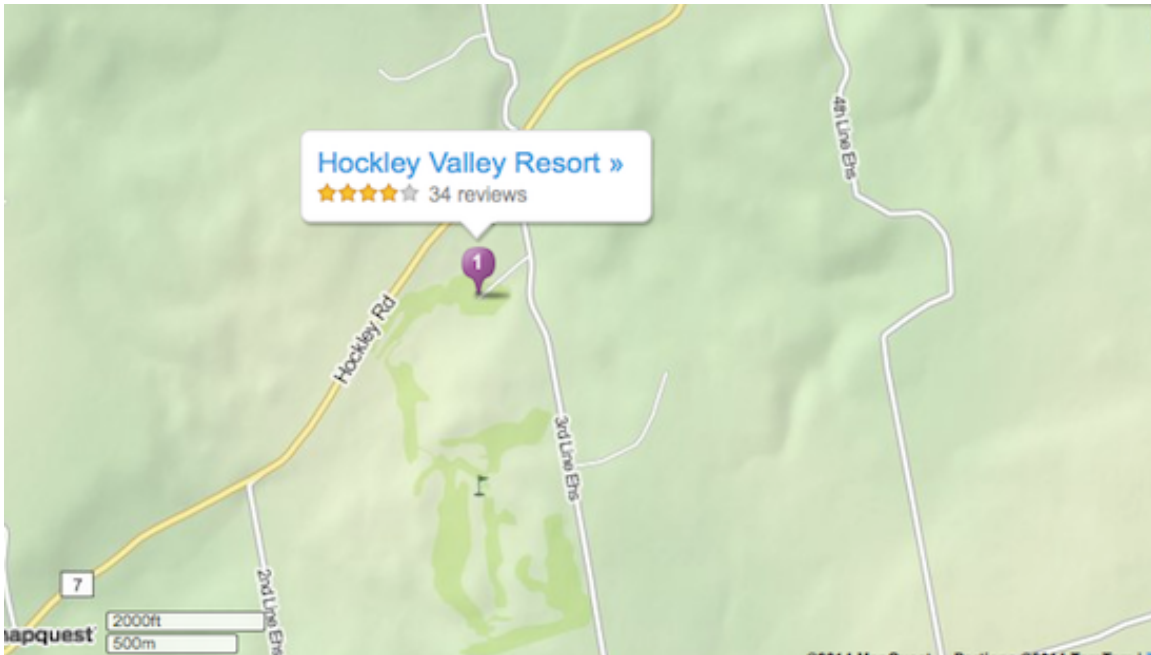 4th Line Ehs
Hockley Valley Resort »
34 reviews
1
Hockley Rd
3rd Line Ehs
7
2nd Line Ehs
2000ft
mapquest
500m